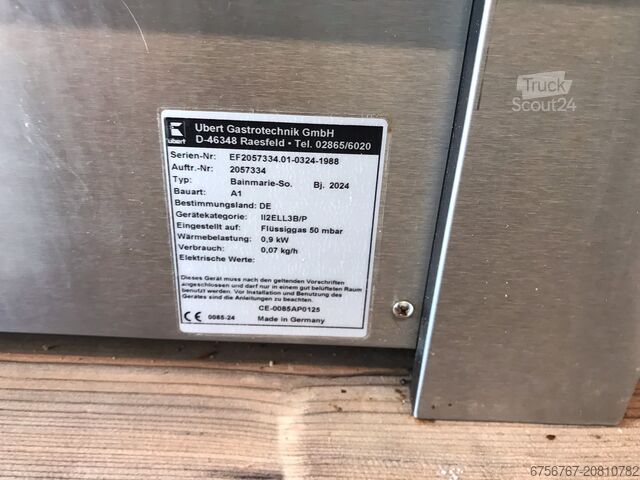 Truck
Scout24
Ubert Gastrotechnik GmbH
D-46348 Raesfeld • Tel. 02865/6020
ubert
Serien-Nr: EF2057334.01-0324-1988
Auftr.-Nr: 2057334
Typ: Bainmarie-So. Bj. 2024
Bauart: A1
Bestimmungsland: DE
Gerätekategorie: II2ELL3B/P
Eingestellt auf: Flüssiggas 50 mbar
Wärmebelastung: 0,9 kW
Verbrauch: 0,07 kg/h
Elektrische Werte:
Dieses Gerät muss nach den geltenden Vorschriften
angeschlossen und darf nur in einem gut belüfteten Raum
benutzt werden. Vor Installation und Benutzung des
Gerätes sind die Anleitungen zu beachten.
CE-0085AP0125
CE 0085-24 Made in Germany
6756767-20810782